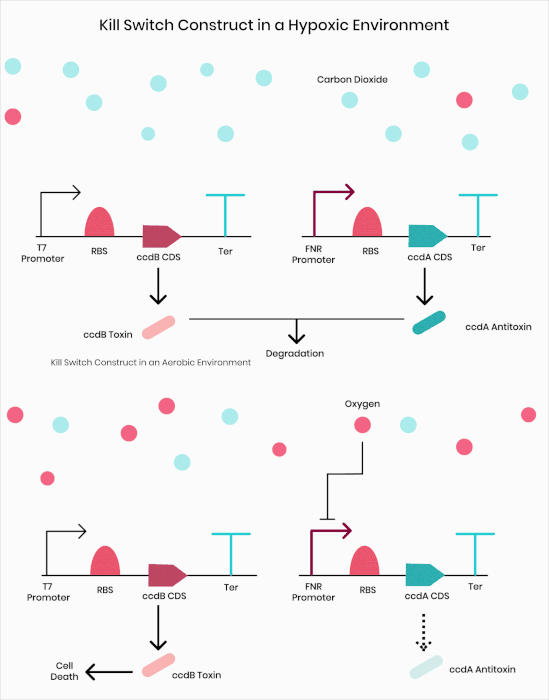 Kill Switch Construct in a Hypoxic Environment
Carbon Dioxide
T7
Promoter
RBS
ccdB CDS
Ter
FNR
Promoter
RBS
ccdA CDS
Ter
ccdB Toxin
ccdA Antitoxin
Degradation
Kill Switch Construct in an Aerobic Environment
Oxygen
T7
Promoter
RBS
ccdB CDS
Ter
FNR
Promoter
RBS
ccdA CDS
Ter
Cell
Death
ccdB Toxin
ccdA Antitoxin